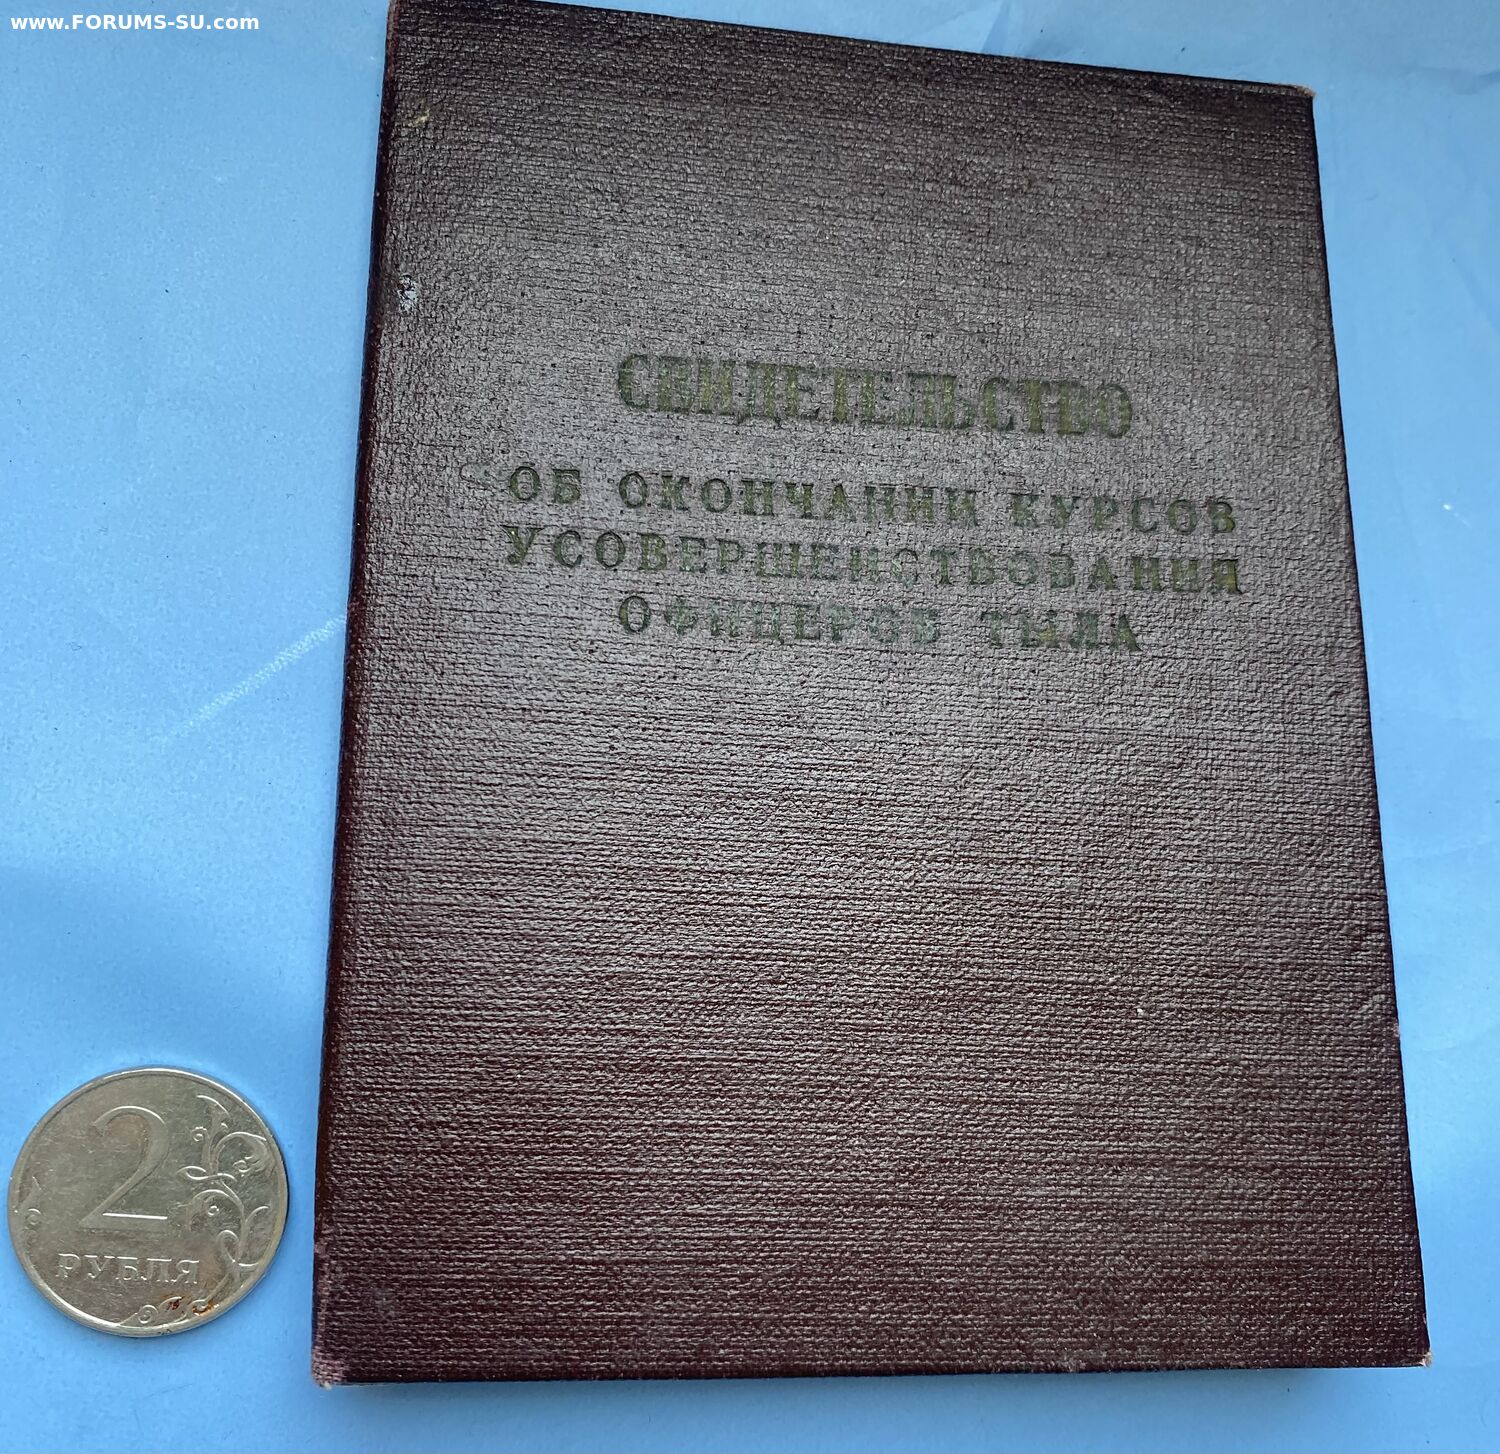 www.FORUMS-SU.com
СВИДЕТЕЛЬСТВО
ОБ ОКОНЧАНИИ КУРСОВ
УСОВЕРШЕНСТВОВАНИЯ
ОФИЦЕРОВ ТЫЛА
2
РУБЛЯ